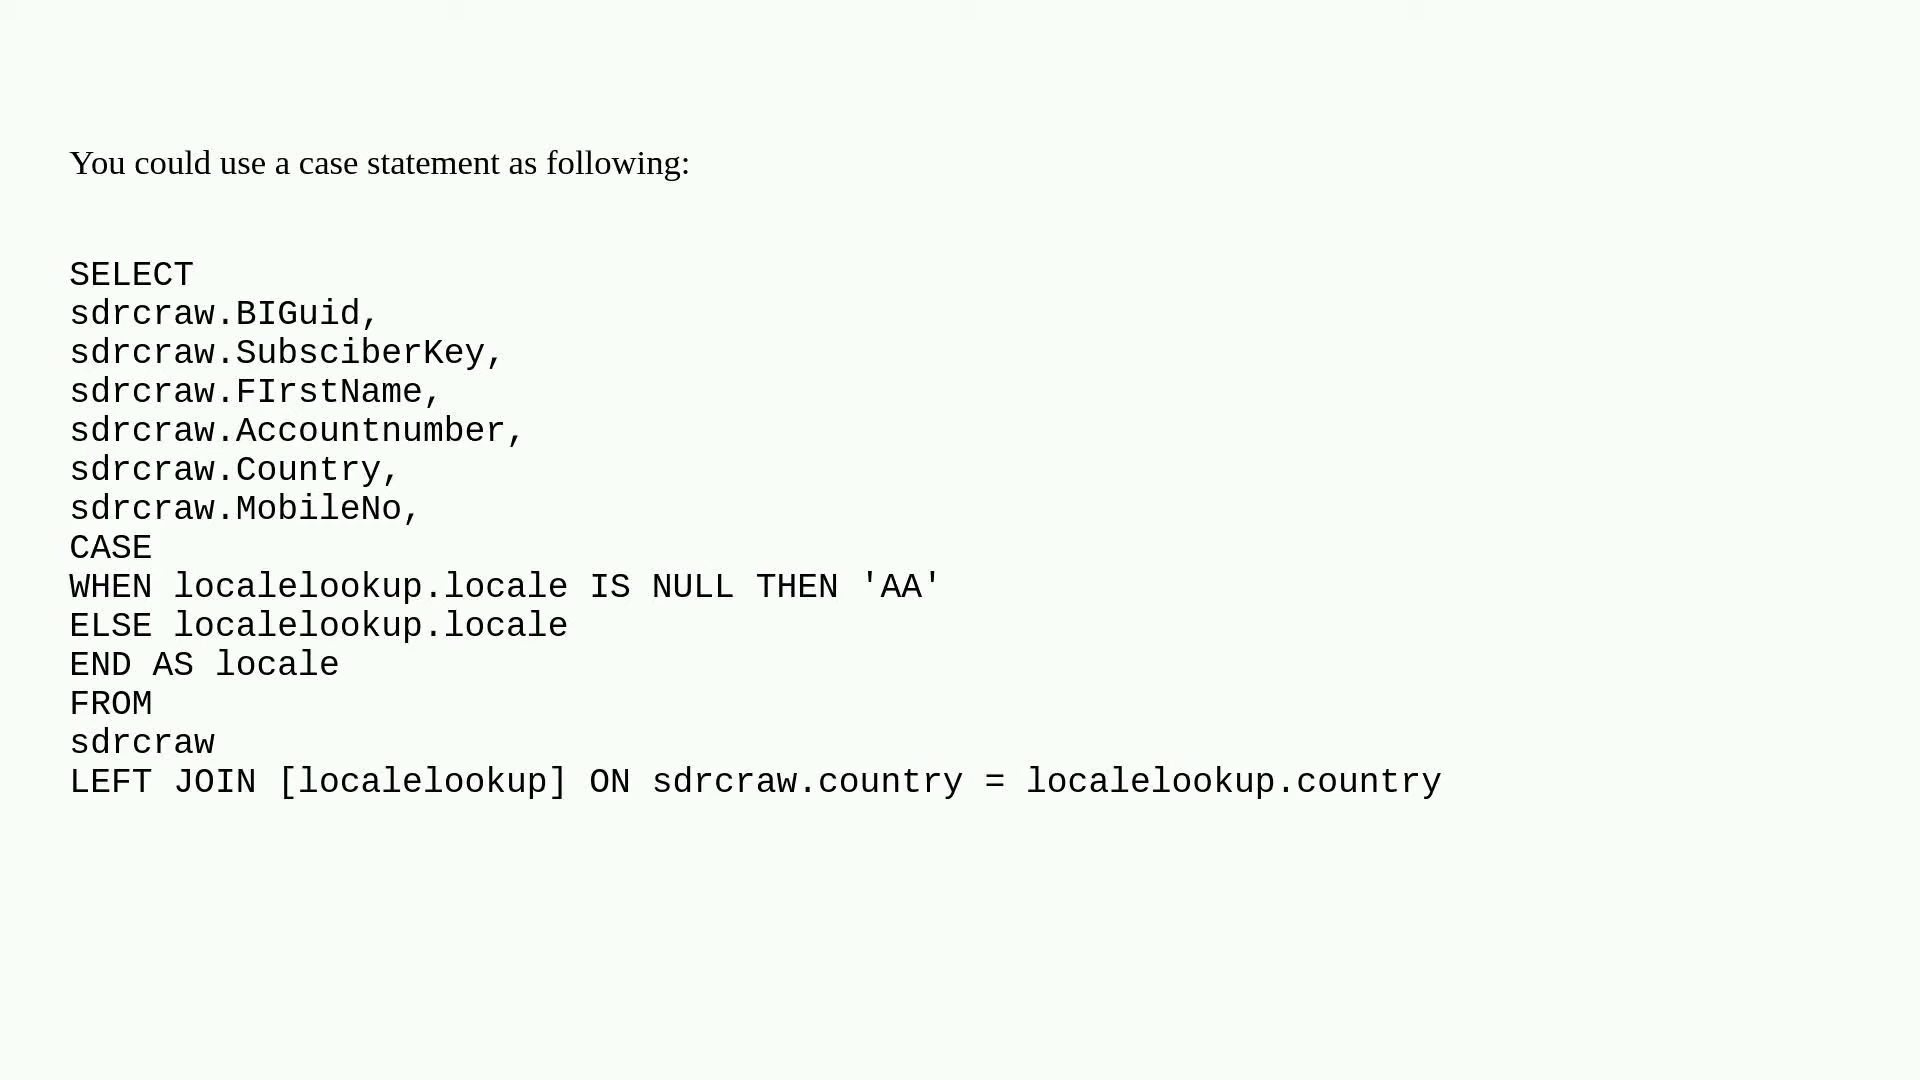 You could use a case statement as following:
SELECT
sdrcraw.BIGuid,
sdrcraw.SubsciberKey,
sdrcraw.FIrstName,
sdrcraw.Accountnumber,
sdrcraw.Country,
sdrcraw.MobileNo,
CASE
WHEN localelookup.locale IS NULL THEN 'AA'
ELSE localelookup.locale
END AS locale
FROM
sdrcraw
LEFT JOIN [localelookup] ON sdrcraw.country = localelookup.country